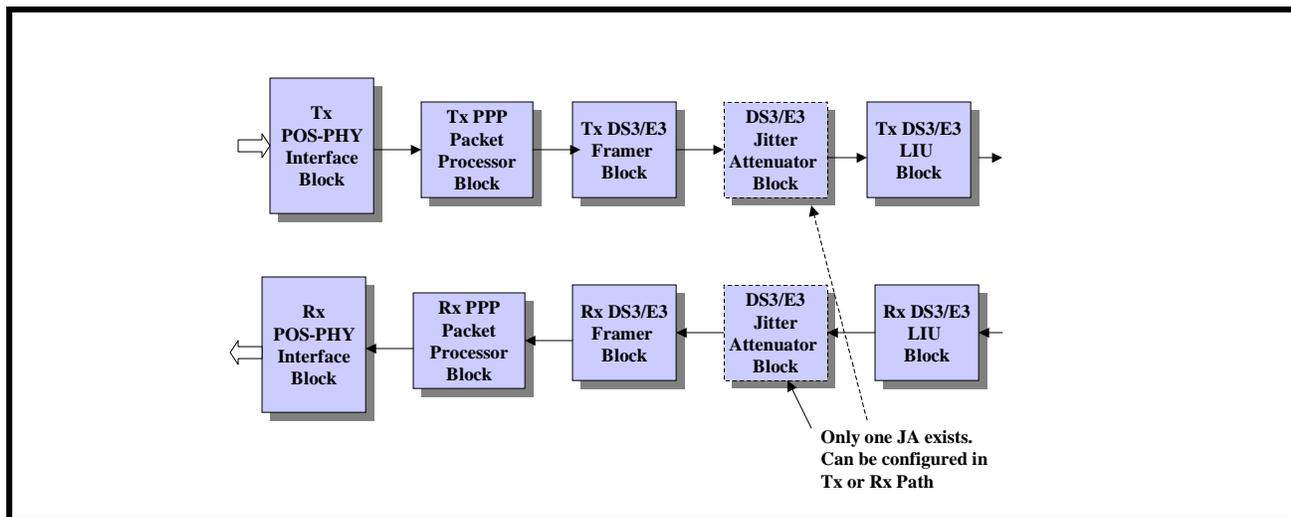 Tx
POS-PHY
Interface
Block
Tx PPP
Packet
Processor
Block
Tx DS3/E3
Framer
Block
DS3/E3
Jitter
Attenuator
Block
Tx DS3/E3
LIU
Block
Rx
POS-PHY
Interface
Block
Rx PPP
Packet
Processor
Block
Rx DS3/E3
Framer
Block
DS3/E3
Jitter
Attenuator
Block
Rx DS3/E3
LIU
Block
Only one JA exists.
Can be configured in
Tx or Rx Path